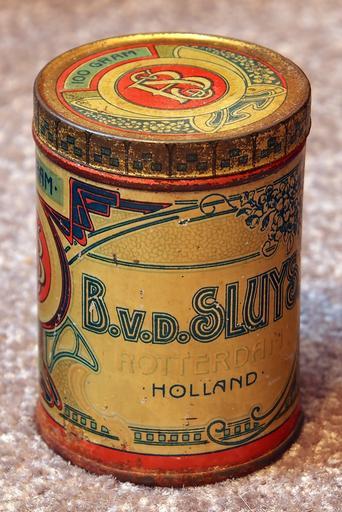 100 GRAM
B.V.D. SLUYS
ROTTERDAM
·HOLLAND·